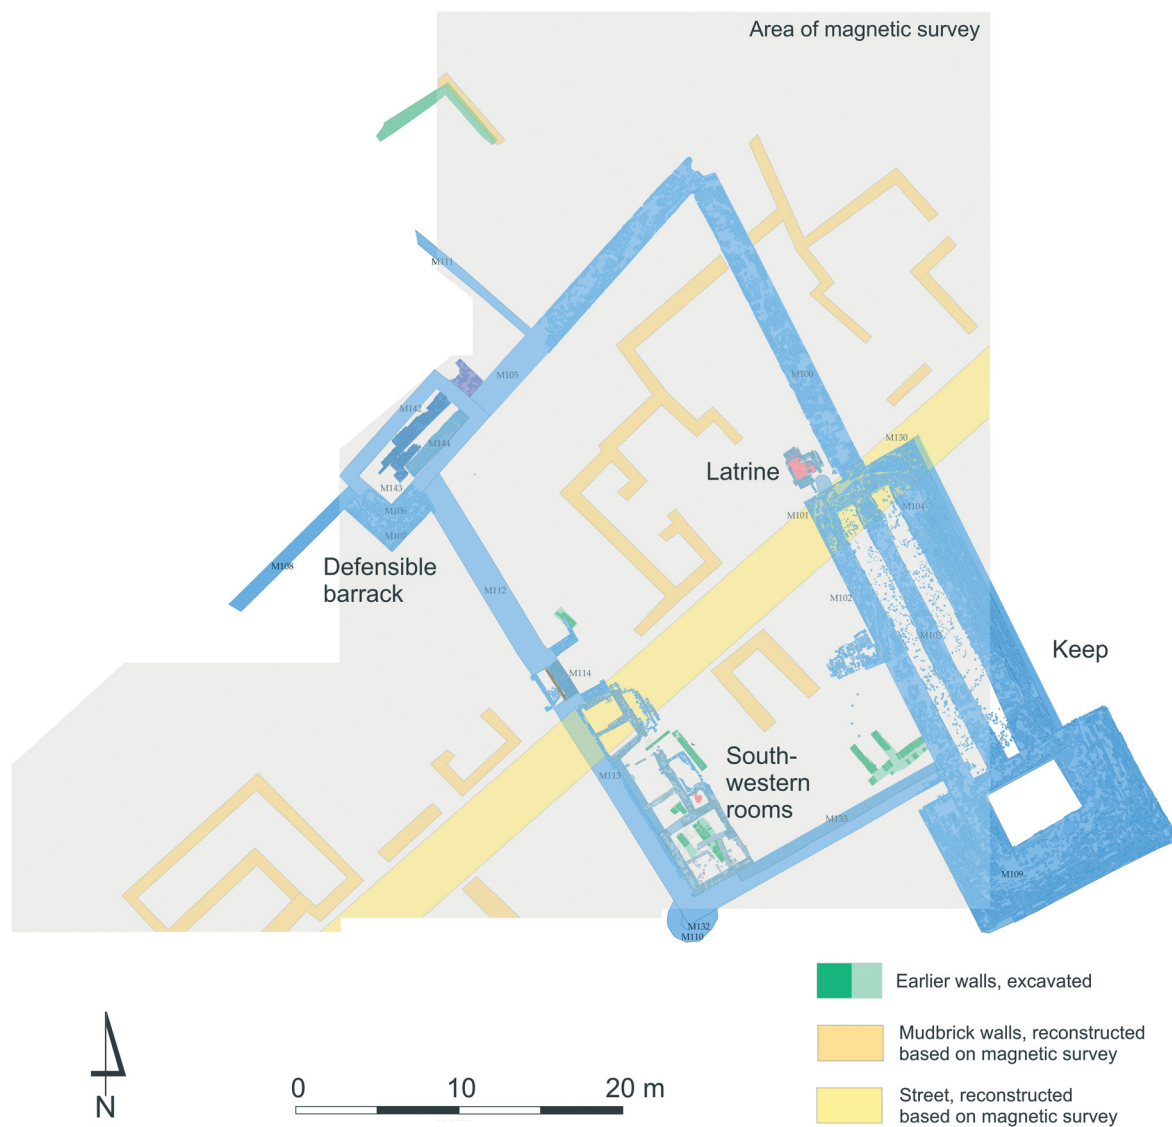 Area of magnetic survey
M111
M105
M100
M142
M144
M130
Latrine
M143
M106
M101
M104
M107
Defensible
barrack
M108
M112
M102
M103
Keep
M114
South-
western
rooms
M113
M133
M109
M132
M110
Earlier walls, excavated
Mudbrick walls, reconstructed
based on magnetic survey
Street, reconstructed
based on magnetic survey
N
0
10
20 m